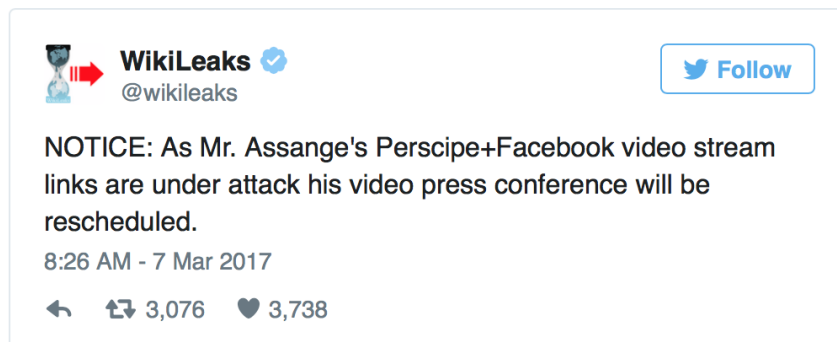 WikiLeaks
@wikileaks
Follow
NOTICE: As Mr. Assange's Perscipe+Facebook video stream
links are under attack his video press conference will be
rescheduled.
8:26 AM - 7 Mar 2017
3,076 3,738